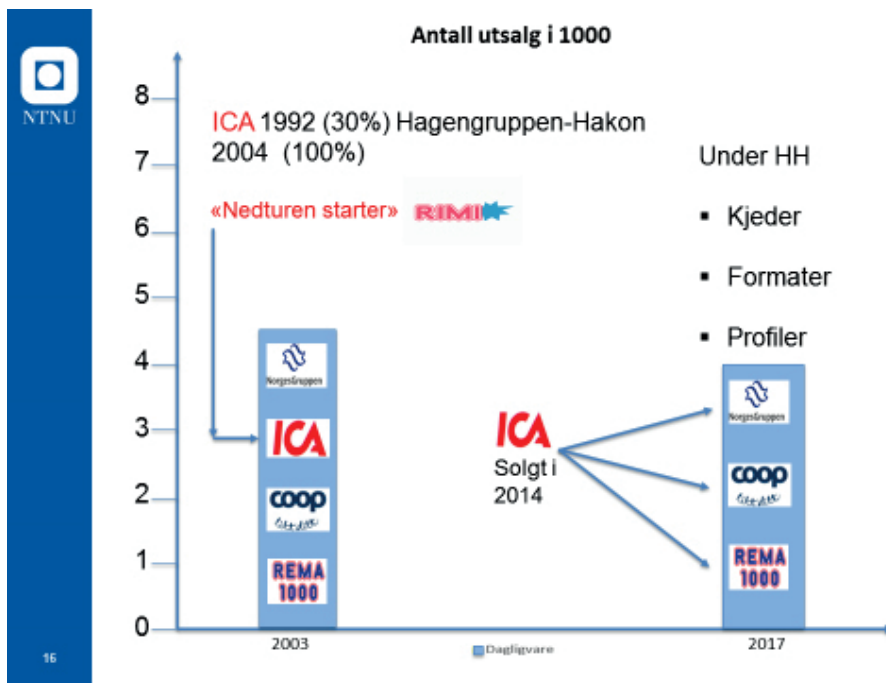 Antall utsalg i 1000
NTNU
8
7
6
5
4
3
2
1
0
ICA 1992 (30%) Hagengruppen-Hakon
2004 (100%)
«Nedturen starter»
RIMI
Under HH
▪ Kjeder
▪ Formater
▪ Profiler
NorgesGruppen
ICA
coop
REMA
1000
ICA
Solgt i
2014
NorgesGruppen
coop
REMA
1000
2003
Dagligvare
2017
16